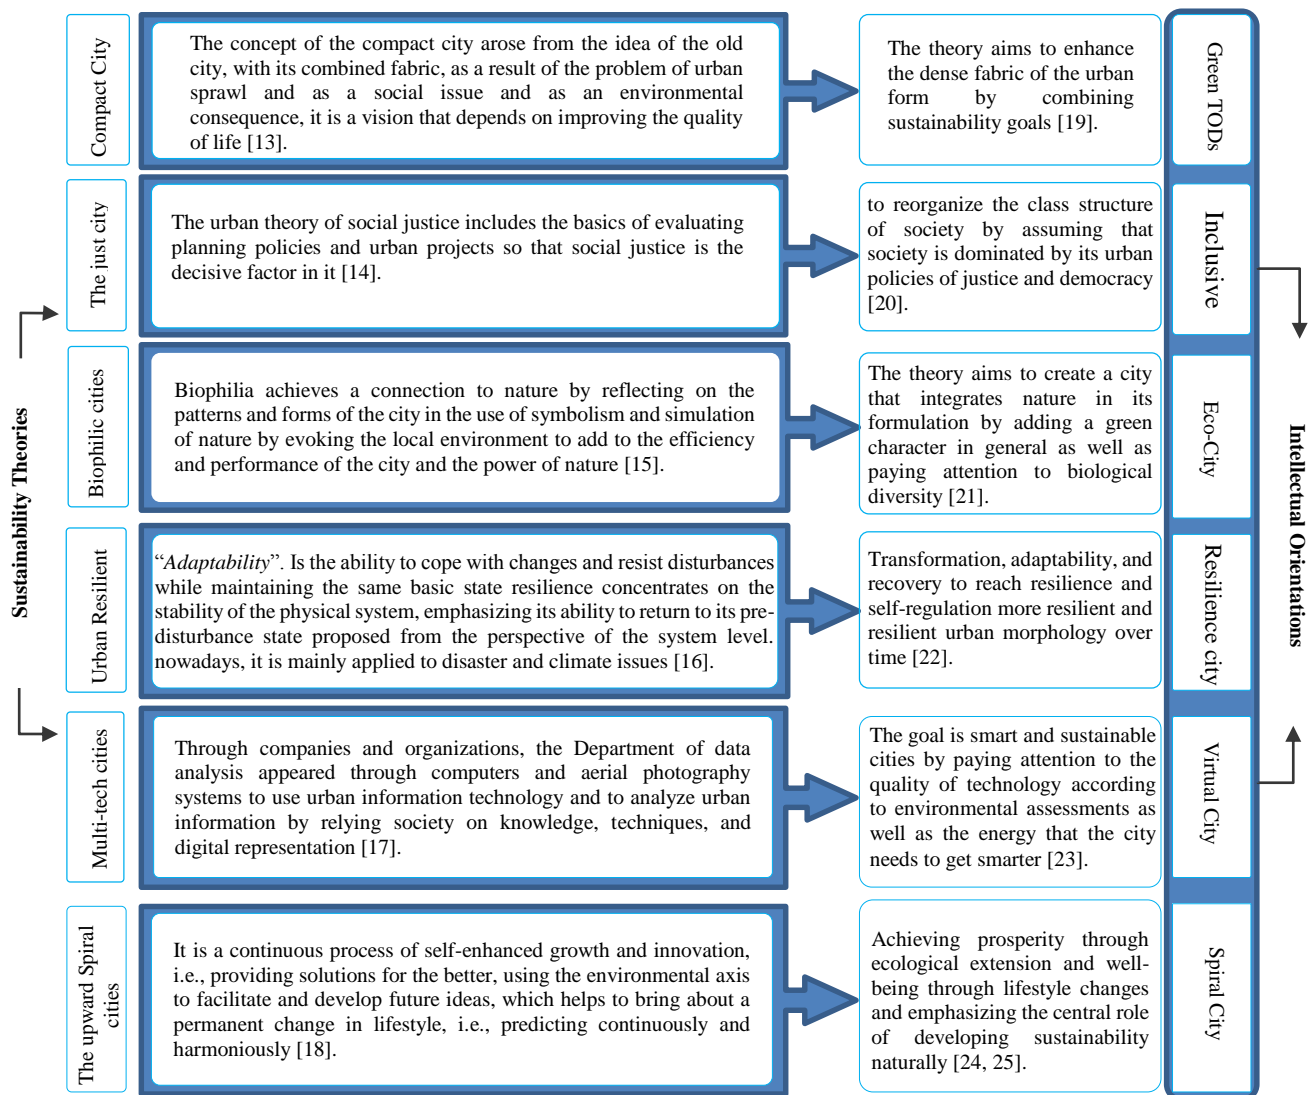 Sustainability Theories
Compact City
The concept of the compact city arose from the idea of the old
city, with its combined fabric, as a result of the problem of urban
sprawl and as a social issue and as an environmental
consequence, it is a vision that depends on improving the quality
of life [13].
The theory aims to enhance
the dense fabric of the urban
form by combining
sustainability goals [19].
Green TODs
The just city
The urban theory of social justice includes the basics of evaluating
planning policies and urban projects so that social justice is the
decisive factor in it [14].
to reorganize the class structure
of society by assuming that
society is dominated by its urban
policies of justice and democracy
[20].
Inclusive
Biophilic cities
Biophilia achieves a connection to nature by reflecting on the
patterns and forms of the city in the use of symbolism and simulation
of nature by evoking the local environment to add to the efficiency
and performance of the city and the power of nature [15].
The theory aims to create a city
that integrates nature in its
formulation by adding a green
character in general as well as
paying attention to biological
diversity [21].
Eco-City
Urban Resilient
“Adaptability”. Is the ability to cope with changes and resist disturbances
while maintaining the same basic state resilience concentrates on the
stability of the physical system, emphasizing its ability to return to its pre-
disturbance state proposed from the perspective of the system level.
nowadays, it is mainly applied to disaster and climate issues [16].
Transformation, adaptability, and
recovery to reach resilience and
self-regulation more resilient and
resilient urban morphology over
time [22].
Resilience city
Multi-tech cities
Through companies and organizations, the Department of data
analysis appeared through computers and aerial photography
systems to use urban information technology and to analyze urban
information by relying society on knowledge, techniques, and
digital representation [17].
The goal is smart and sustainable
cities by paying attention to the
quality of technology according
to environmental assessments as
well as the energy that the city
needs to get smarter [23].
Virtual City
The upward Spiral
cities
It is a continuous process of self-enhanced growth and innovation,
i.e., providing solutions for the better, using the environmental axis
to facilitate and develop future ideas, which helps to bring about a
permanent change in lifestyle, i.e., predicting continuously and
harmoniously [18].
Achieving prosperity through
ecological extension and well-
being through lifestyle changes
and emphasizing the central role
of developing sustainability
naturally [24, 25].
Spiral City
Intellectual Orientations